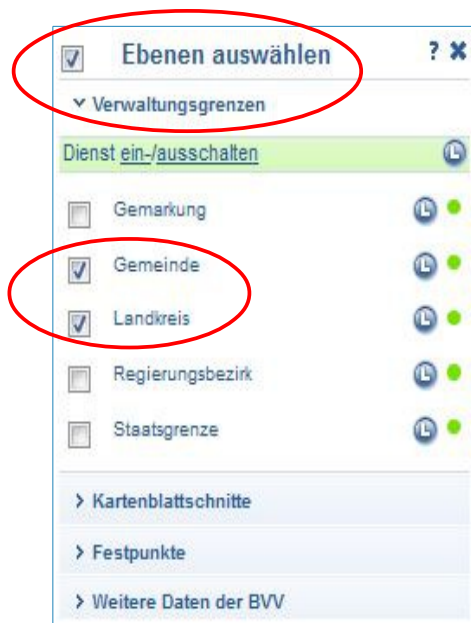 Ebenen auswählen ? ✖
Verwaltungsgrenzen
Dienst ein-/ausschalten
Gemarkung
Gemeinde
Landkreis
Regierungsbezirk
Staatsgrenze
Kartenblattschnitte
Festpunkte
Weitere Daten der BVV